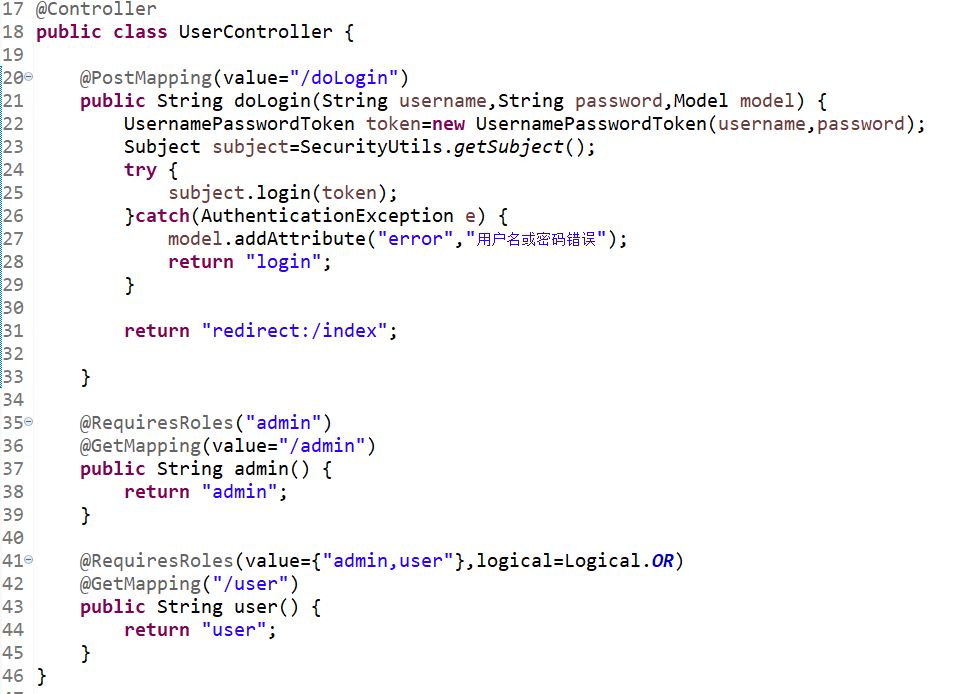 17 @Controller
18 public class UserController {
19
20 @PostMapping(value="/doLogin")
21 public String doLogin(String username,String password,Model model) {
22 UsernamePasswordToken token=new UsernamePasswordToken(username,password);
23 Subject subject=SecurityUtils.getSubject();
24 try {
25 subject.login(token);
26 }catch(AuthenticationException e) {
27 model.addAttribute("error","用户名或密码错误");
28 return "login";
29 }
30
31 return "redirect:/index";
32
33 }
34
35 @RequiresRoles("admin")
36 @GetMapping(value="/admin")
37 public String admin() {
38 return "admin";
39 }
40
41 @RequiresRoles(value={"admin,user"},logical=Logical.OR)
42 @GetMapping("/user")
43 public String user() {
44 return "user";
45 }
46 }